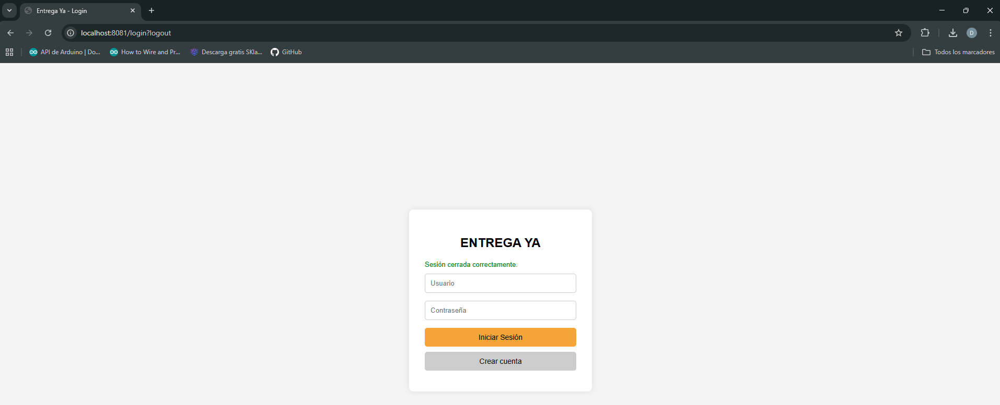 Entrega Ya - Login
localhost:8081/login?logout
D
API de Arduino | Do...
How to Wire and Pr...
Descarga gratis SKla...
GitHub
Todos los marcadores
ENTREGA YA
Sesión cerrada correctamente.
Usuario
Contraseña
Iniciar Sesión
Crear cuenta